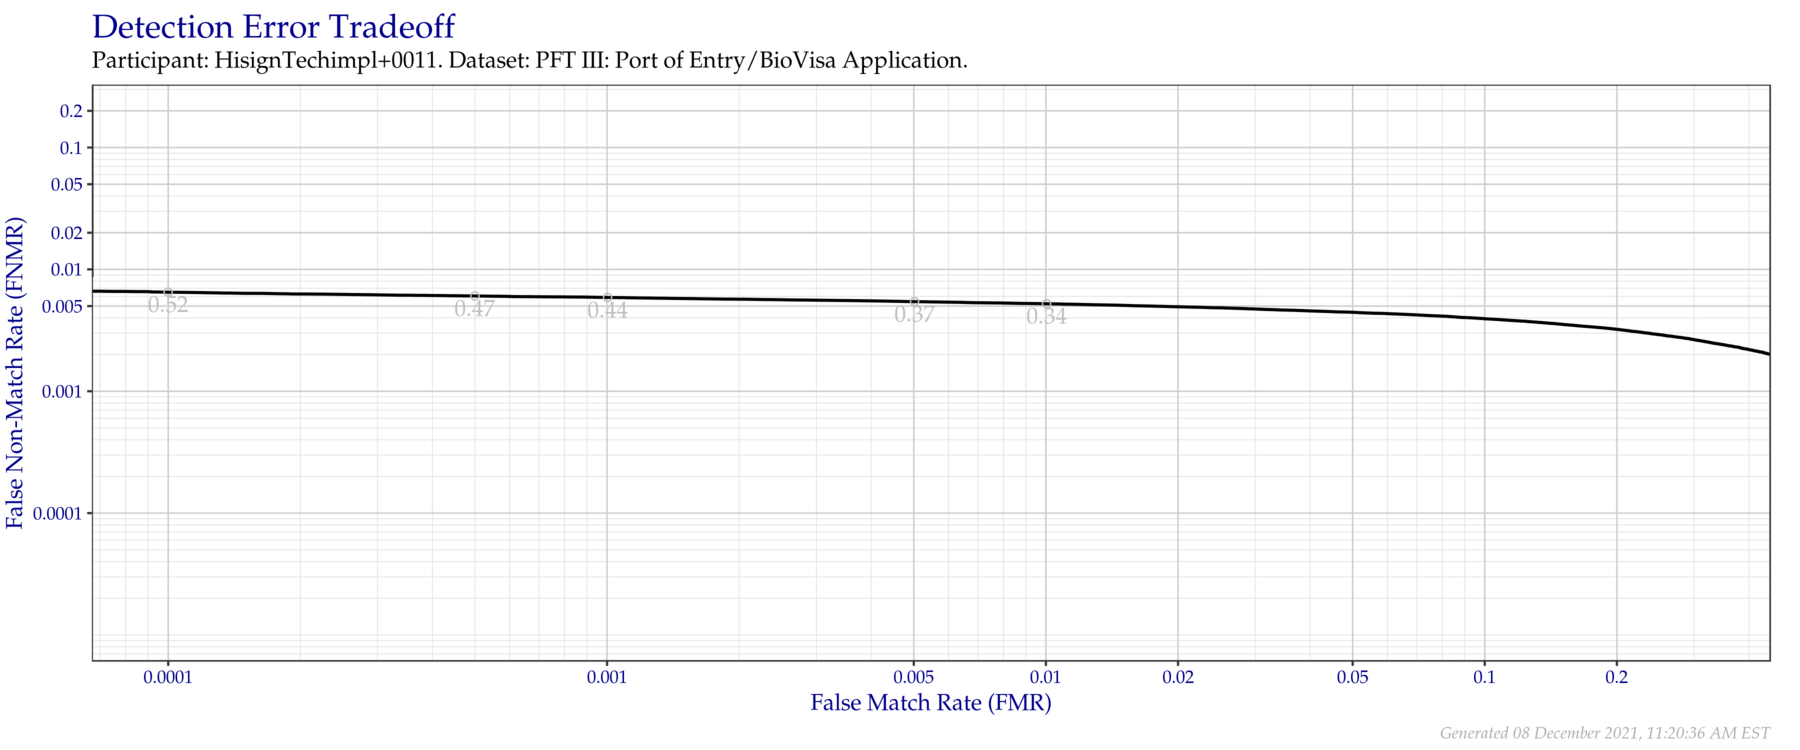 Detection Error Tradeoff
Participant: HisignTechimpl+0011. Dataset: PFT III: Port of Entry/BioVisa Application.
False Non-Match Rate (FNMR)
0.2
0.1
0.05
0.02
0.01
0.005
0.001
0.0001
0.52
0.47
0.44
0.37
0.34
0.0001 0.001 0.005 0.01 0.02 0.05 0.1 0.2
False Match Rate (FMR)
Generated 08 December 2021, 11:20:36 AM EST